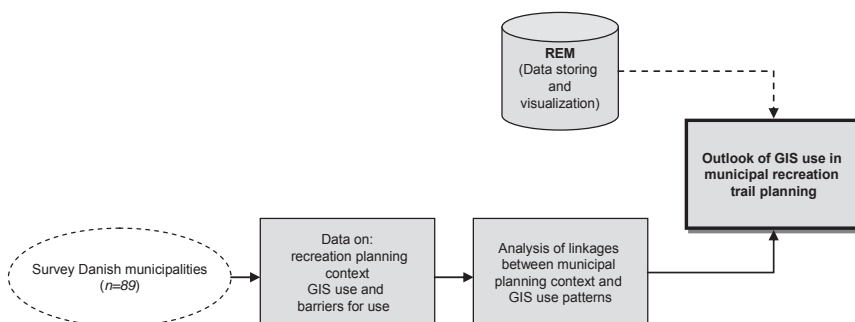 REM
(Data storing
and
visualization)
Outlook of GIS use in
municipal recreation
trail planning
Survey Danish municipalities
(n=89)
Data on:
recreation planning
context
GIS use and
barriers for use
Analysis of linkages
between municipal
planning context and
GIS use patterns